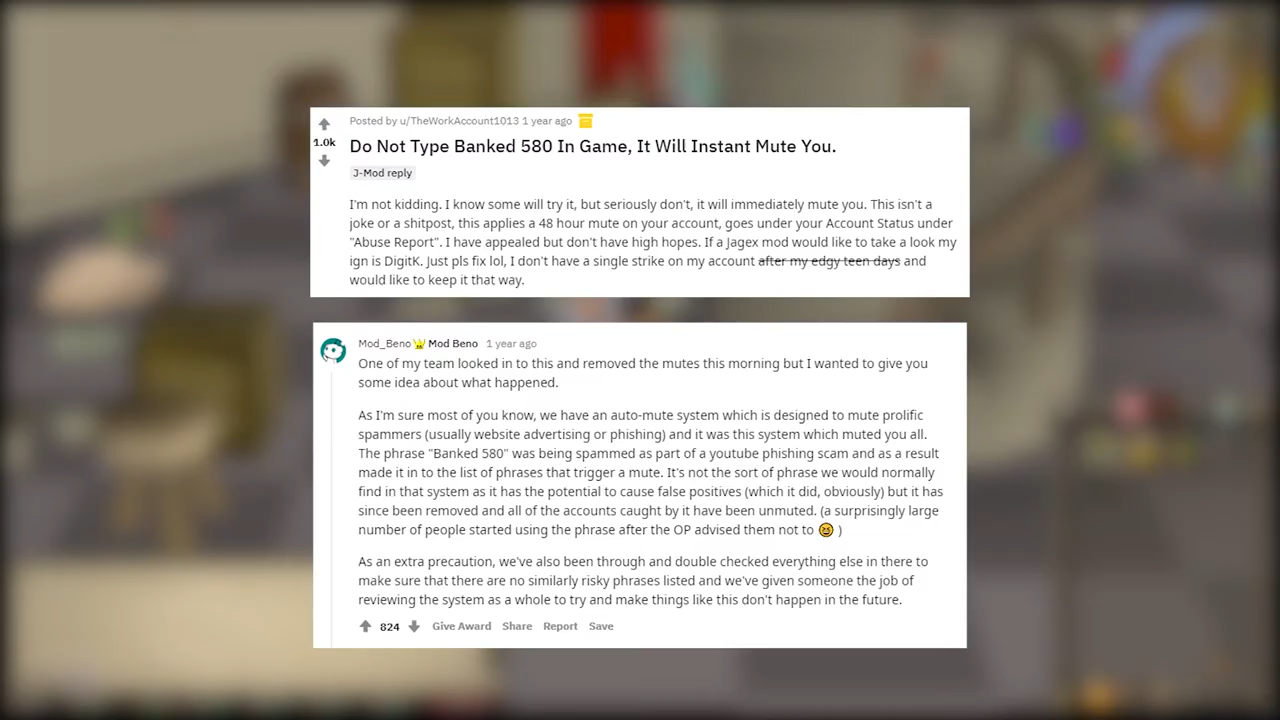 Posted by u/TheWorkAccount1013 1 year ago
1.0k
Do Not Type Banked 580 In Game, It Will Instant Mute You.
J-Mod reply
I'm not kidding. I know some will try it, but seriously don't, it will immediately mute you. This isn't a
joke or a shitpost, this applies a 48 hour mute on your account, goes under your Account Status under
"Abuse Report". I have appealed but don't have high hopes. If a Jagex mod would like to take a look my
ign is DigitK. Just pls fix lol, I don't have a single strike on my account after my edgy teen days and
would like to keep it that way.
Mod_Beno Mod Beno 1 year ago
One of my team looked in to this and removed the mutes this morning but I wanted to give you
some idea about what happened.
As I'm sure most of you know, we have an auto-mute system which is designed to mute prolific
spammers (usually website advertising or phishing) and it was this system which muted you all.
The phrase "Banked 580" was being spammed as part of a youtube phishing scam and as a result
made it in to the list of phrases that trigger a mute. It's not the sort of phrase we would normally
find in that system as it has the potential to cause false positives (which it did, obviously) but it has
since been removed and all of the accounts caught by it have been unmuted. (a surprisingly large
number of people started using the phrase after the OP advised them not to 😆 )
As an extra precaution, we've also been through and double checked everything else in there to
make sure that there are no similarly risky phrases listed and we've given someone the job of
reviewing the system as a whole to try and make things like this don't happen in the future.
824 Give Award Share Report Save